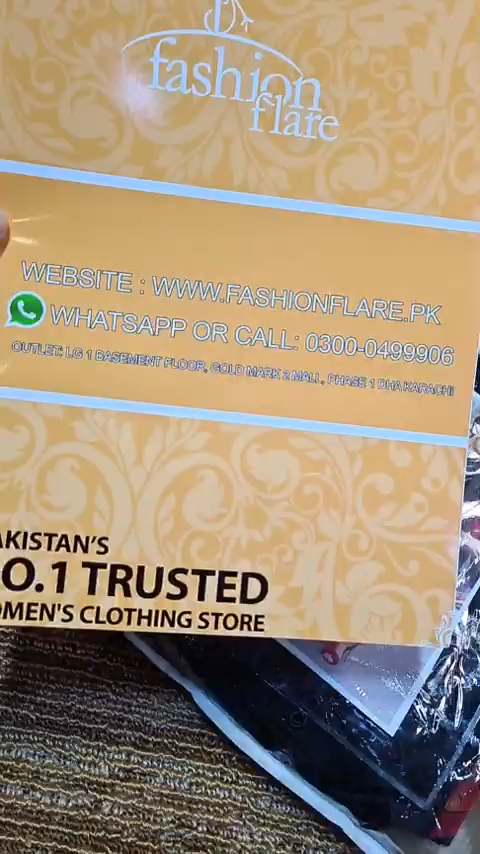 fashion
flare
WEBSITE : WWW.FASHIONFLARE.PK
WHATSAPP OR CALL: 0300-0499906
OUTLET: LG 1 BASEMENT FLOOR, GOLD MARK 2 MALL, PHASE 1 DHA KARACHI
AKISTAN'S
O.1 TRUSTED
OMEN'S CLOTHING STORE